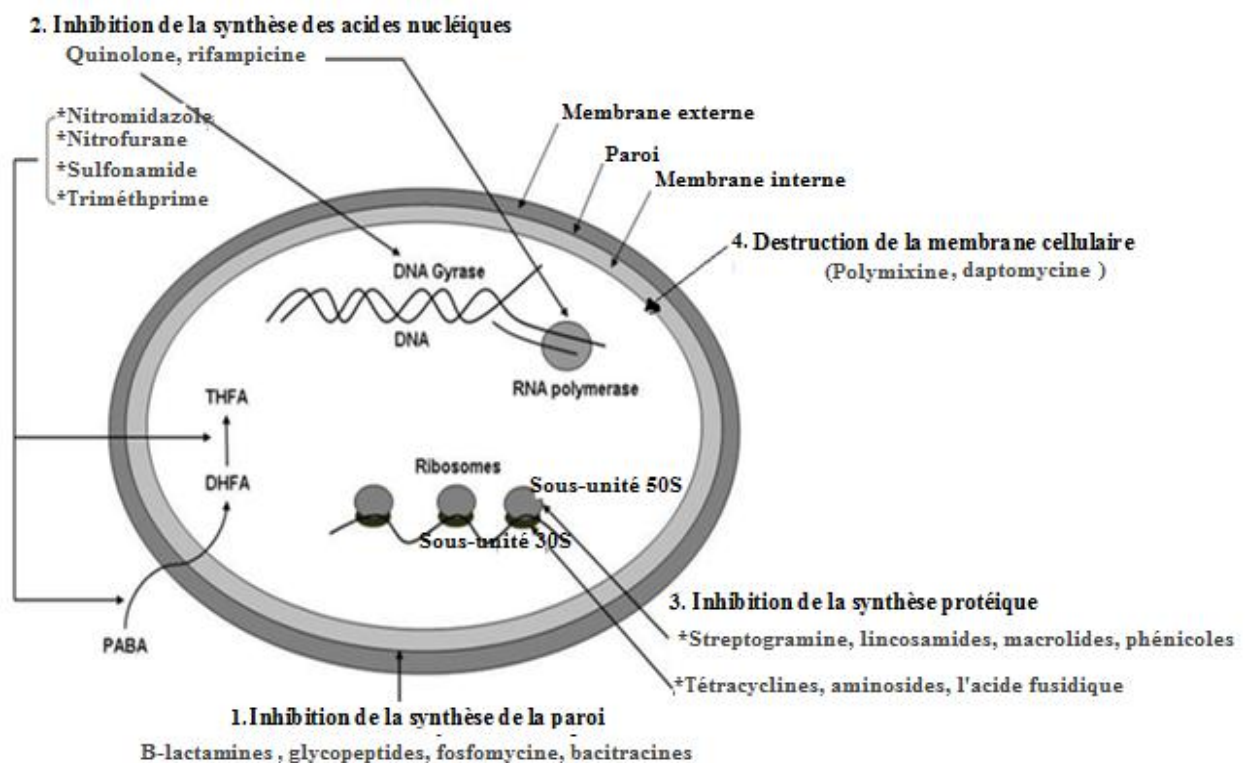 2. Inhibition de la synthèse des acides nucléiques
Quinolone, rifampicine
*Nitromidazole
*Nitrofurane
*Sulfonamide
*Triméthprime
Membrane externe
Paroi
Membrane interne
4. Destruction de la membrane cellulaire
(Polymixine, daptomycine )
DNA Gyrase
DNA
RNA polymerase
THFA
DHFA
PABA
Ribosomes
Sous-unité 50S
Sous-unité 30S
3. Inhibition de la synthèse protéique
*Streptogramine, lincosamides, macrolides, phénicoles
*Tétracyclines, aminosides, l'acide fusidique
1.Inhibition de la synthèse de la paroi
B-lactamines , glycopeptides, fosfomycine, bacitracines